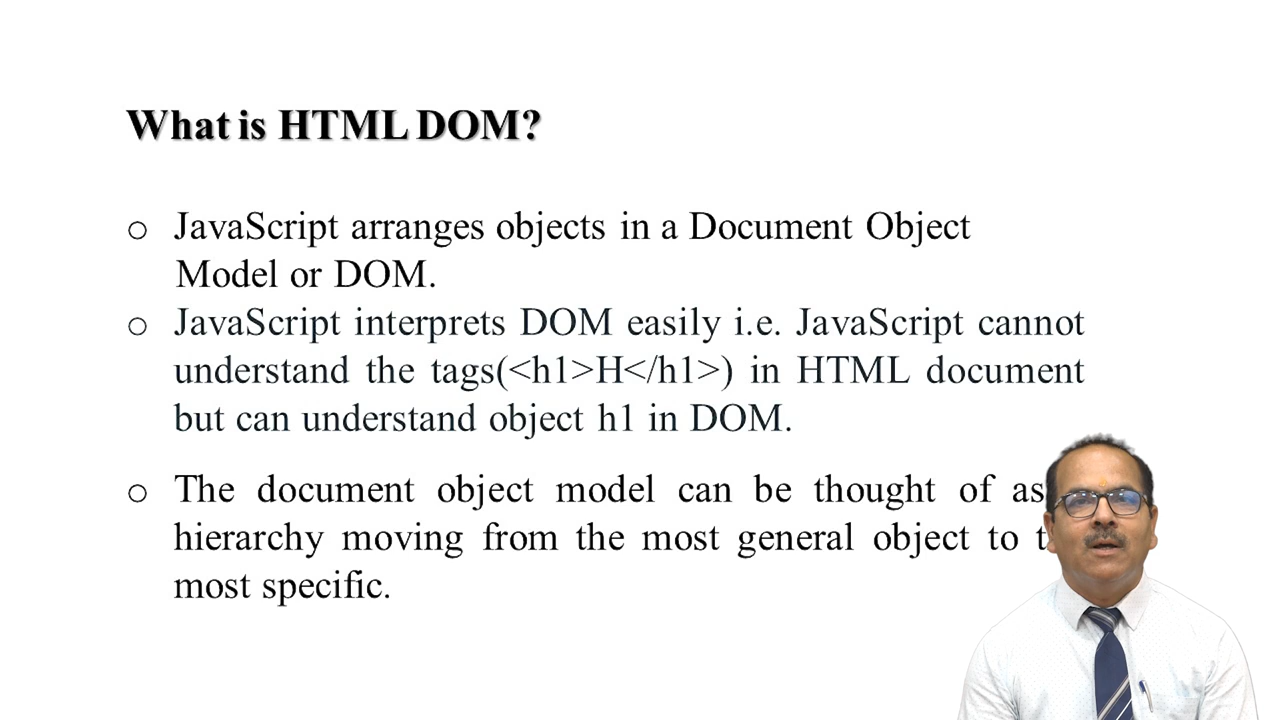 What is HTML DOM?
o JavaScript arranges objects in a Document Object
Model or DOM.
o JavaScript interprets DOM easily i.e. JavaScript cannot
understand the tags(<h1>H</h1>) in HTML document
but can understand object h1 in DOM.
o The document object model can be thought of as
hierarchy moving from the most general object to
most specific.